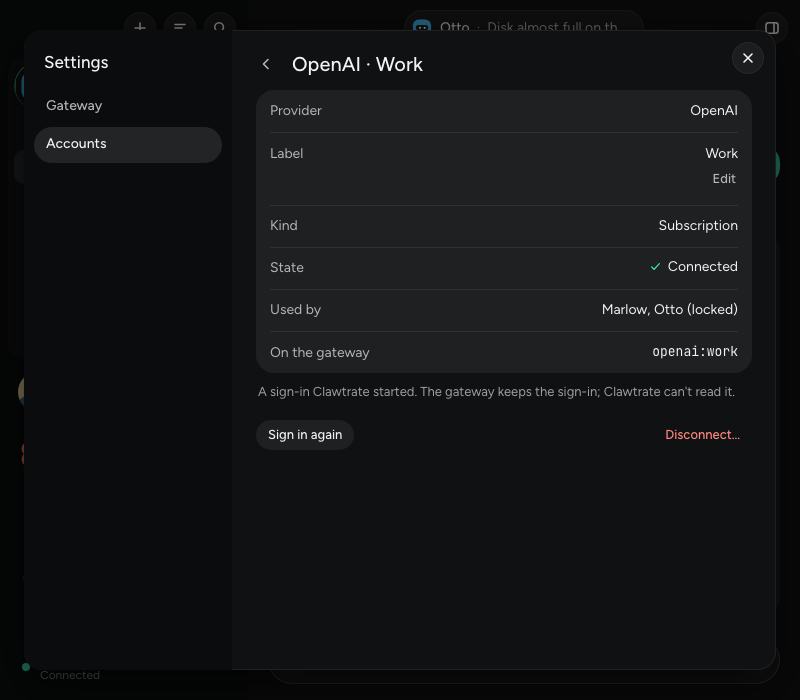 Otto · Disk almost full on th
Settings
Gateway
Accounts
OpenAI · Work
Provider OpenAI
Label Work
Edit
Kind Subscription
State Connected
Used by Marlow, Otto (locked)
On the gateway openai:work
A sign-in Clawtrate started. The gateway keeps the sign-in; Clawtrate can't read it.
Sign in again Disconnect...
Connected